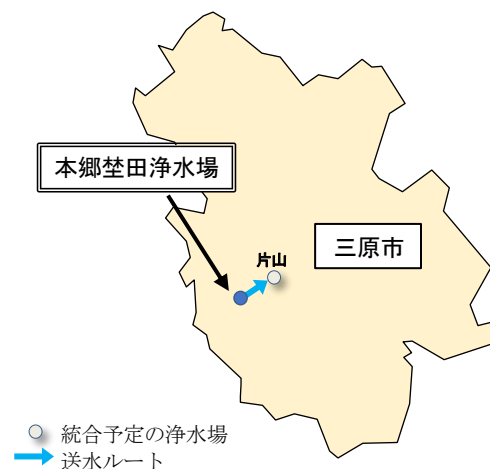 本郷埜田浄水場
三原市
片山
統合予定の浄水場
送水ルート